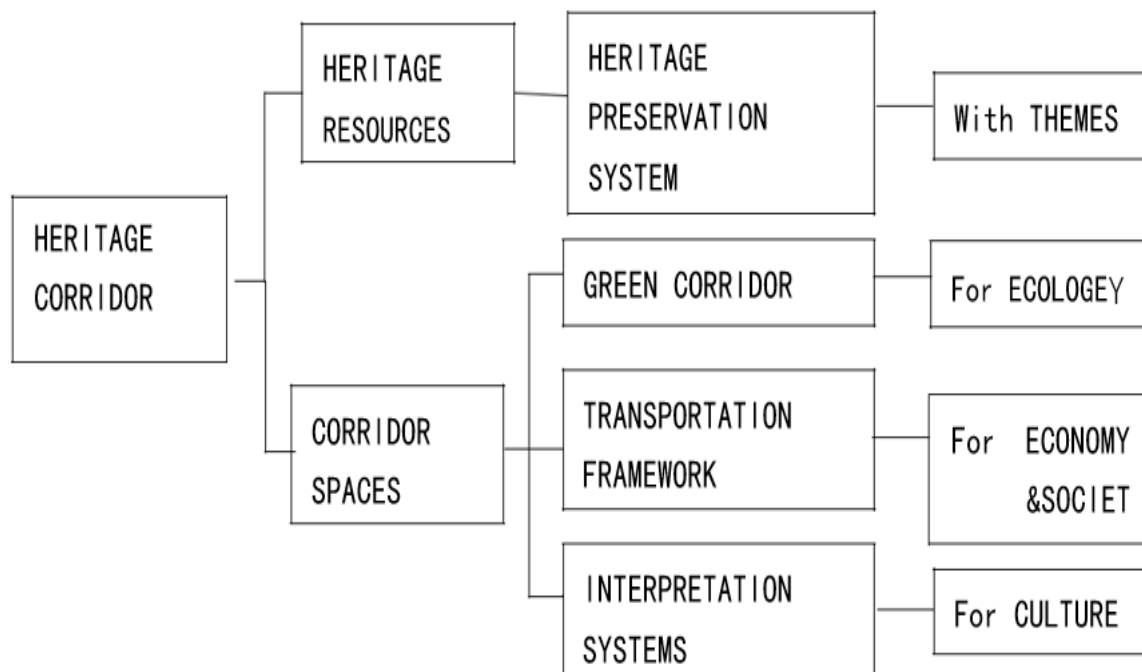 HERITAGE
CORRIDOR
HERITAGE
RESOURCES
HERITAGE
PRESERVATION
SYSTEM
With THEMES
CORRIDOR
SPACES
GREEN CORRIDOR
For ECOLOGEY
TRANSPORTATION
FRAMEWORK
For ECONOMY
&SOCIET
INTERPRETATION
SYSTEMS
For CULTURE